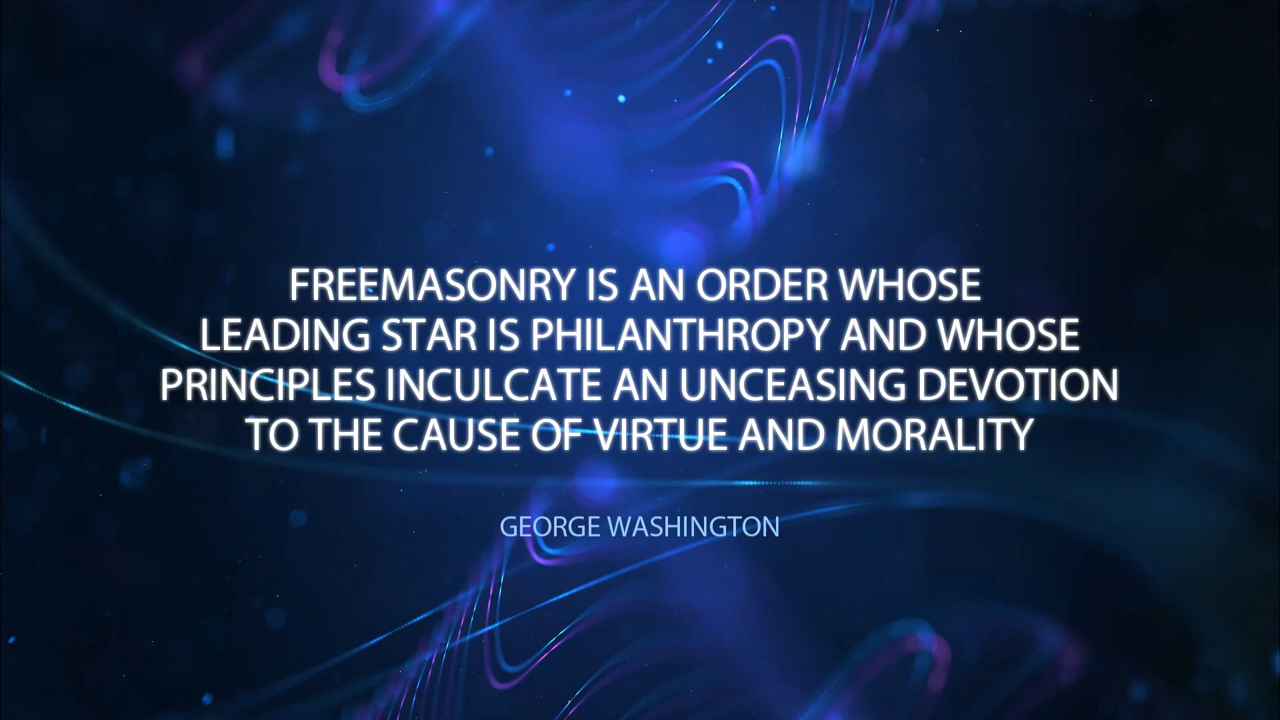 FREEMASONRY IS AN ORDER WHOSE
LEADING STAR IS PHILANTHROPY AND WHOSE
PRINCIPLES INCULCATE AN UNCEASING DEVOTION
TO THE CAUSE OF VIRTUE AND MORALITY
GEORGE WASHINGTON